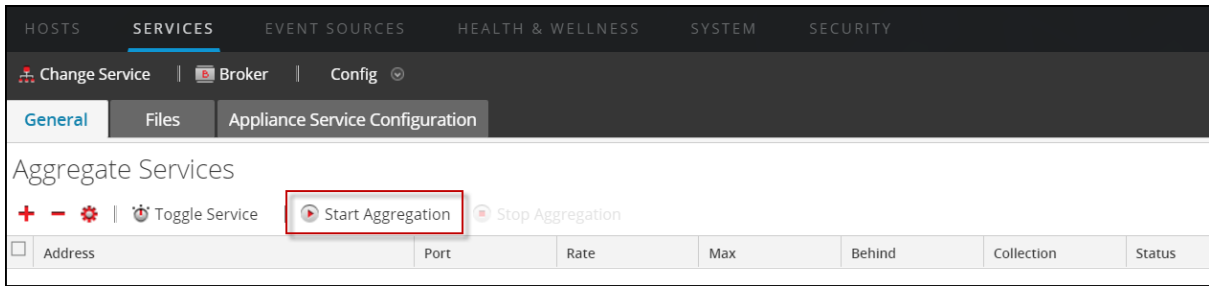 HOSTS SERVICES EVENT SOURCES HEALTH & WELLNESS SYSTEM SECURITY
Change Service B Broker Config
General Files Appliance Service Configuration
Aggregate Services
Toggle Service Start Aggregation Stop Aggregation
Address Port Rate Max Behind Collection Status